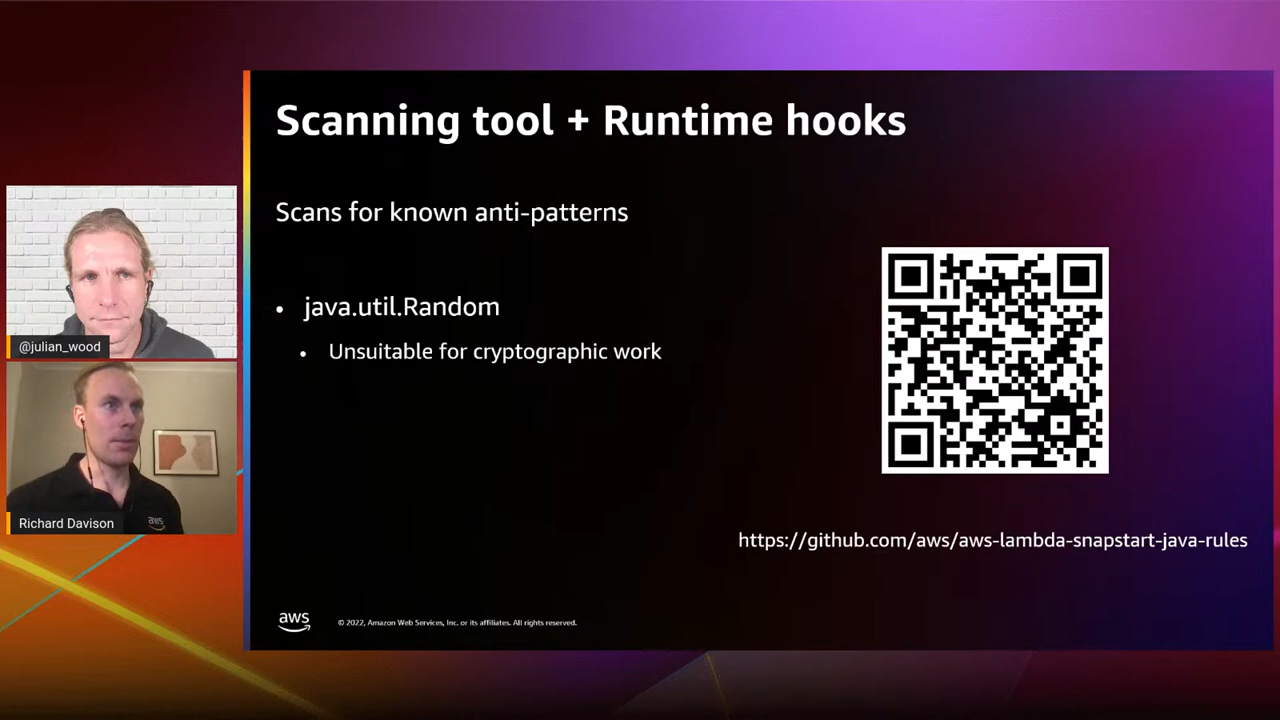 Scanning tool + Runtime hooks
Scans for known anti-patterns
• java.util.Random
• Unsuitable for cryptographic work
@julian_wood
Richard Davison
aws
https://github.com/aws/aws-lambda-snapstart-java-rules
aws
© 2022, Amazon Web Services, Inc. or its affiliates. All rights reserved.